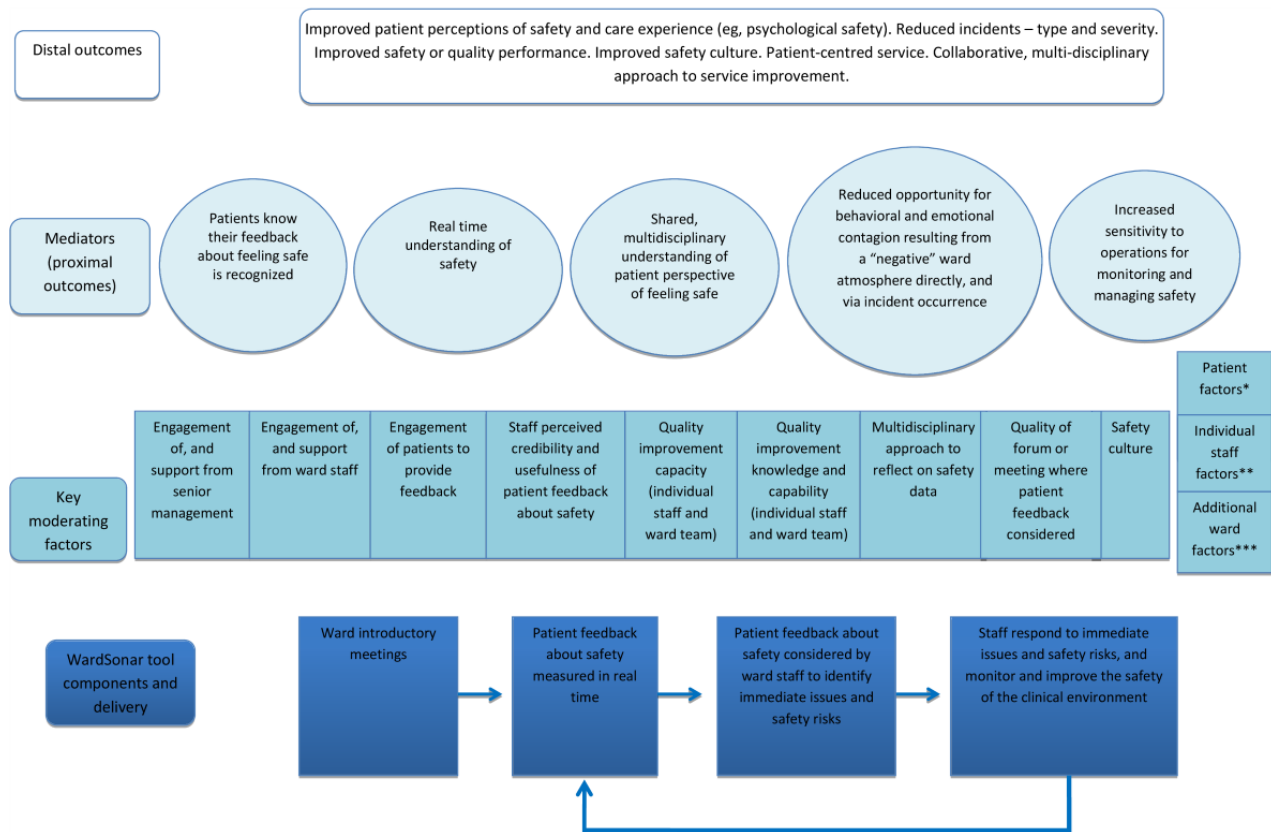 Distal outcomes
Improved patient perceptions of safety and care experience (eg, psychological safety). Reduced incidents – type and severity.
Improved safety or quality performance. Improved safety culture. Patient-centred service. Collaborative, multi-disciplinary
approach to service improvement.
Mediators
(proximal
outcomes)
Patients know
their feedback
about feeling safe
is recognized
Real time
understanding of
safety
Shared,
multidisciplinary
understanding of
patient perspective
of feeling safe
Reduced opportunity for
behavioral and emotional
contagion resulting from
a “negative” ward
atmosphere directly, and
via incident occurrence
Increased
sensitivity to
operations for
monitoring and
managing safety
Key
moderating
factors
Engagement
of, and
support from
senior
management
Engagement of,
and support
from ward staff
Engagement
of patients to
provide
feedback
Staff perceived
credibility and
usefulness of
patient feedback
about safety
Quality
improvement
capacity
(individual
staff and
ward team)
Quality
improvement
knowledge and
capability
(individual staff
and ward team)
Multidisciplinary
approach to
reflect on safety
data
Quality of
forum or
meeting where
patient
feedback
considered
Safety
culture
Patient
factors*
Individual
staff
factors**
Additional
ward
factors***
WardSonar tool
components and
delivery
Ward introductory
meetings
Patient feedback
about safety
measured in real
time
Patient feedback about
safety considered by
ward staff to identify
immediate issues and
safety risks
Staff respond to immediate
issues and safety risks, and
monitor and improve the safety
of the clinical environment